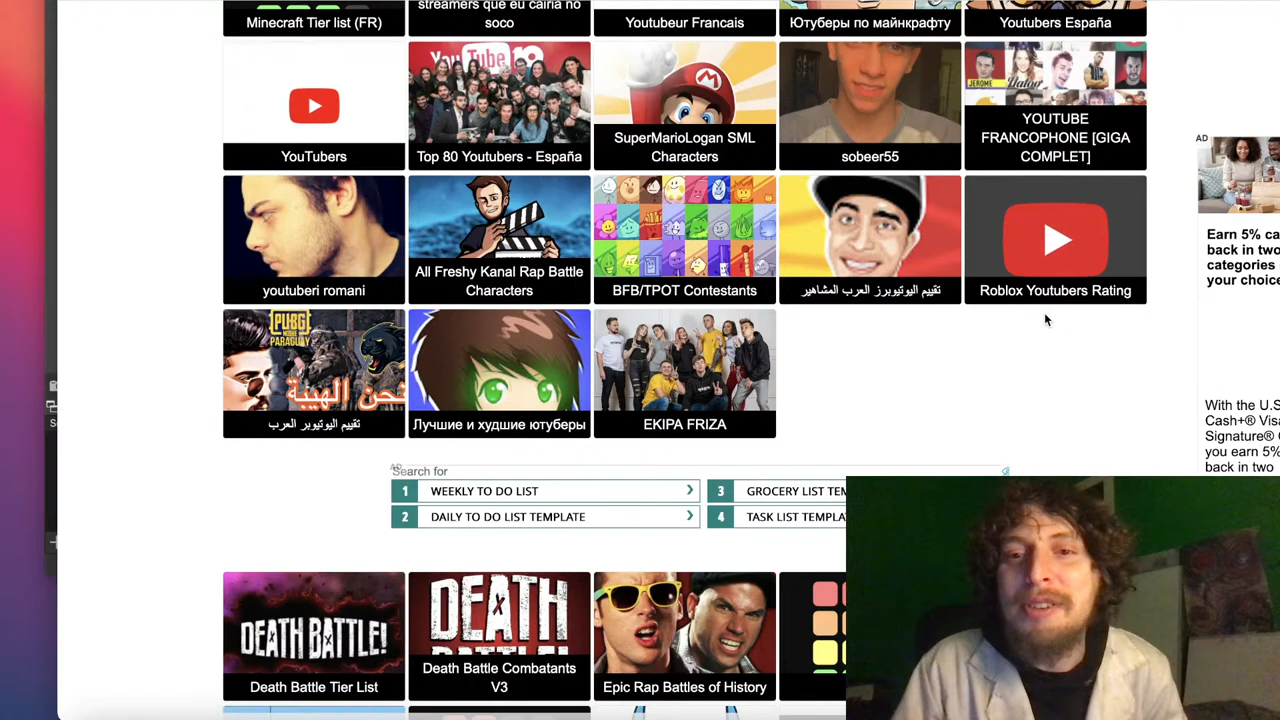 Minecraft Tier list (FR)
streamers que eu cairia no
soco
Youtubeur Francais
Ютуберы по майнкрафту
Youtubers España
YouTubers
YouTube
Top 80 Youtubers - España
SuperMarioLogan SML
Characters
sobeer55
JEROME
YOUTUBE
FRANCOPHONE [GIGA
COMPLET]
AD
youtuberi romani
All Freshy Kanal Rap Battle
Characters
BFB/TPOT Contestants
تقييم اليوتيوبرز العرب المشاهير
Roblox Youtubers Rating
Earn 5% ca
back in two
categories
your choice
PUBG
MOBILE
PARAGUAY
نحن الهيبة
تقييم اليوتيوبر العرب
Лучшие и худшие ютуберы
EKIPA FRIZA
With the U.S
Cash+® Visa
Signature®
you earn 5%
back in two
AD
Search for
1 WEEKLY TO DO LIST
3 GROCERY LIST TEM
2 DAILY TO DO LIST TEMPLATE
4 TASK LIST TEMPLA
DEATH BATTLE!
Death Battle Tier List
DEATH
BATTLE!
Death Battle Combatants
V3
Epic Rap Battles of History